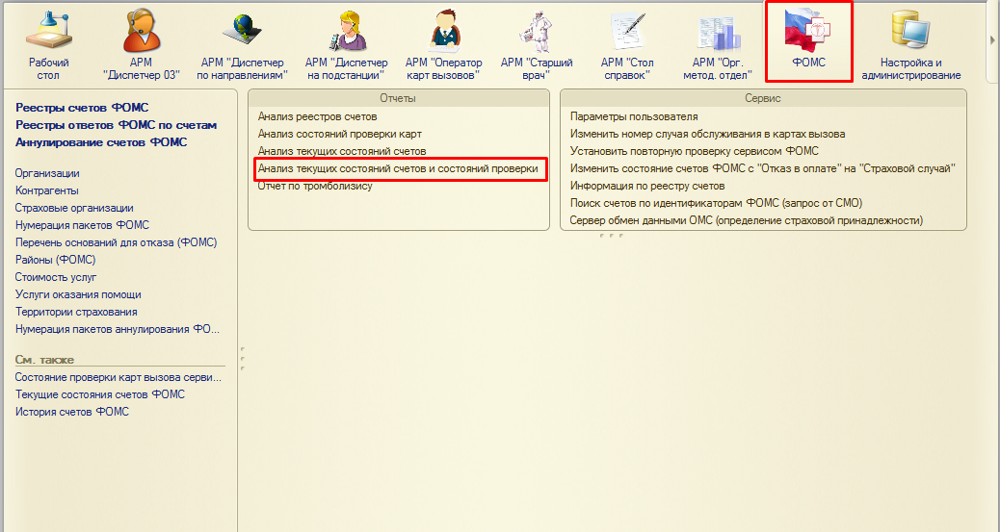 Рабочий
стол
АРМ
"Диспетчер 03"
АРМ "Диспетчер
по направлениям"
АРМ "Диспетчер
на подстанции"
АРМ "Оператор
карт вызовов"
АРМ "Старший
врач"
АРМ "Стол
справок"
АРМ "Орг.
метод. отдел"
ФОМС
Настройка и
администрирование
Реестры счетов ФОМС
Реестры ответов ФОМС по счетам
Аннулирование счетов ФОМС
Организации
Контрагенты
Страховые организации
Нумерация пакетов ФОМС
Перечень оснований для отказа (ФОМС)
Районы (ФОМС)
Стоимость услуг
Услуги оказания помощи
Территории страхования
Нумерация пакетов аннулирования ФО...
См. также
Состояние проверки карт вызова серви...
Текущие состояния счетов ФОМС
История счетов ФОМС
Отчеты
Анализ реестров счетов
Анализ состояний проверки карт
Анализ текущих состояний счетов
Анализ текущих состояний счетов и состояний проверки
Отчет по тромболизису
Сервис
Параметры пользователя
Изменить номер случая обслуживания в картах вызова
Установить повторную проверку сервисом ФОМС
Изменить состояние счетов ФОМС с "Отказ в оплате" на "Страховой случай"
Информация по реестру счетов
Поиск счетов по идентификаторам ФОМС (запрос от СМО)
Сервер обмен данными ОМС (определение страховой принадлежности)